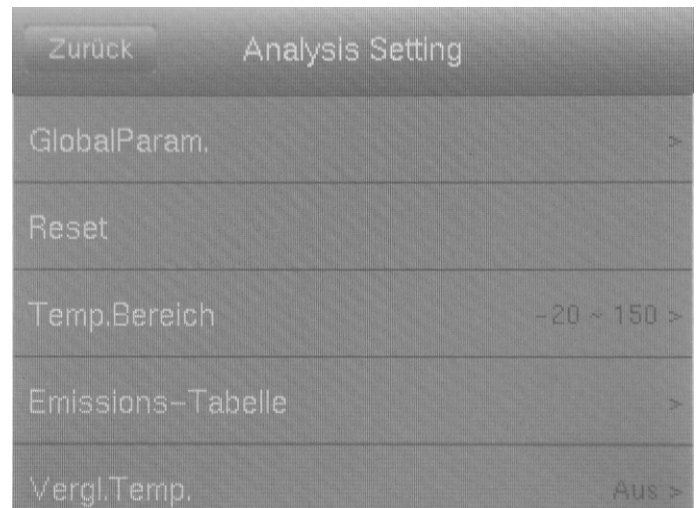 Zurück Analysis Setting
GlobalParam. >
Reset
Temp.Bereich -20 ~ 150 >
Emissions-Tabelle >
Vergl.Temp. Aus >